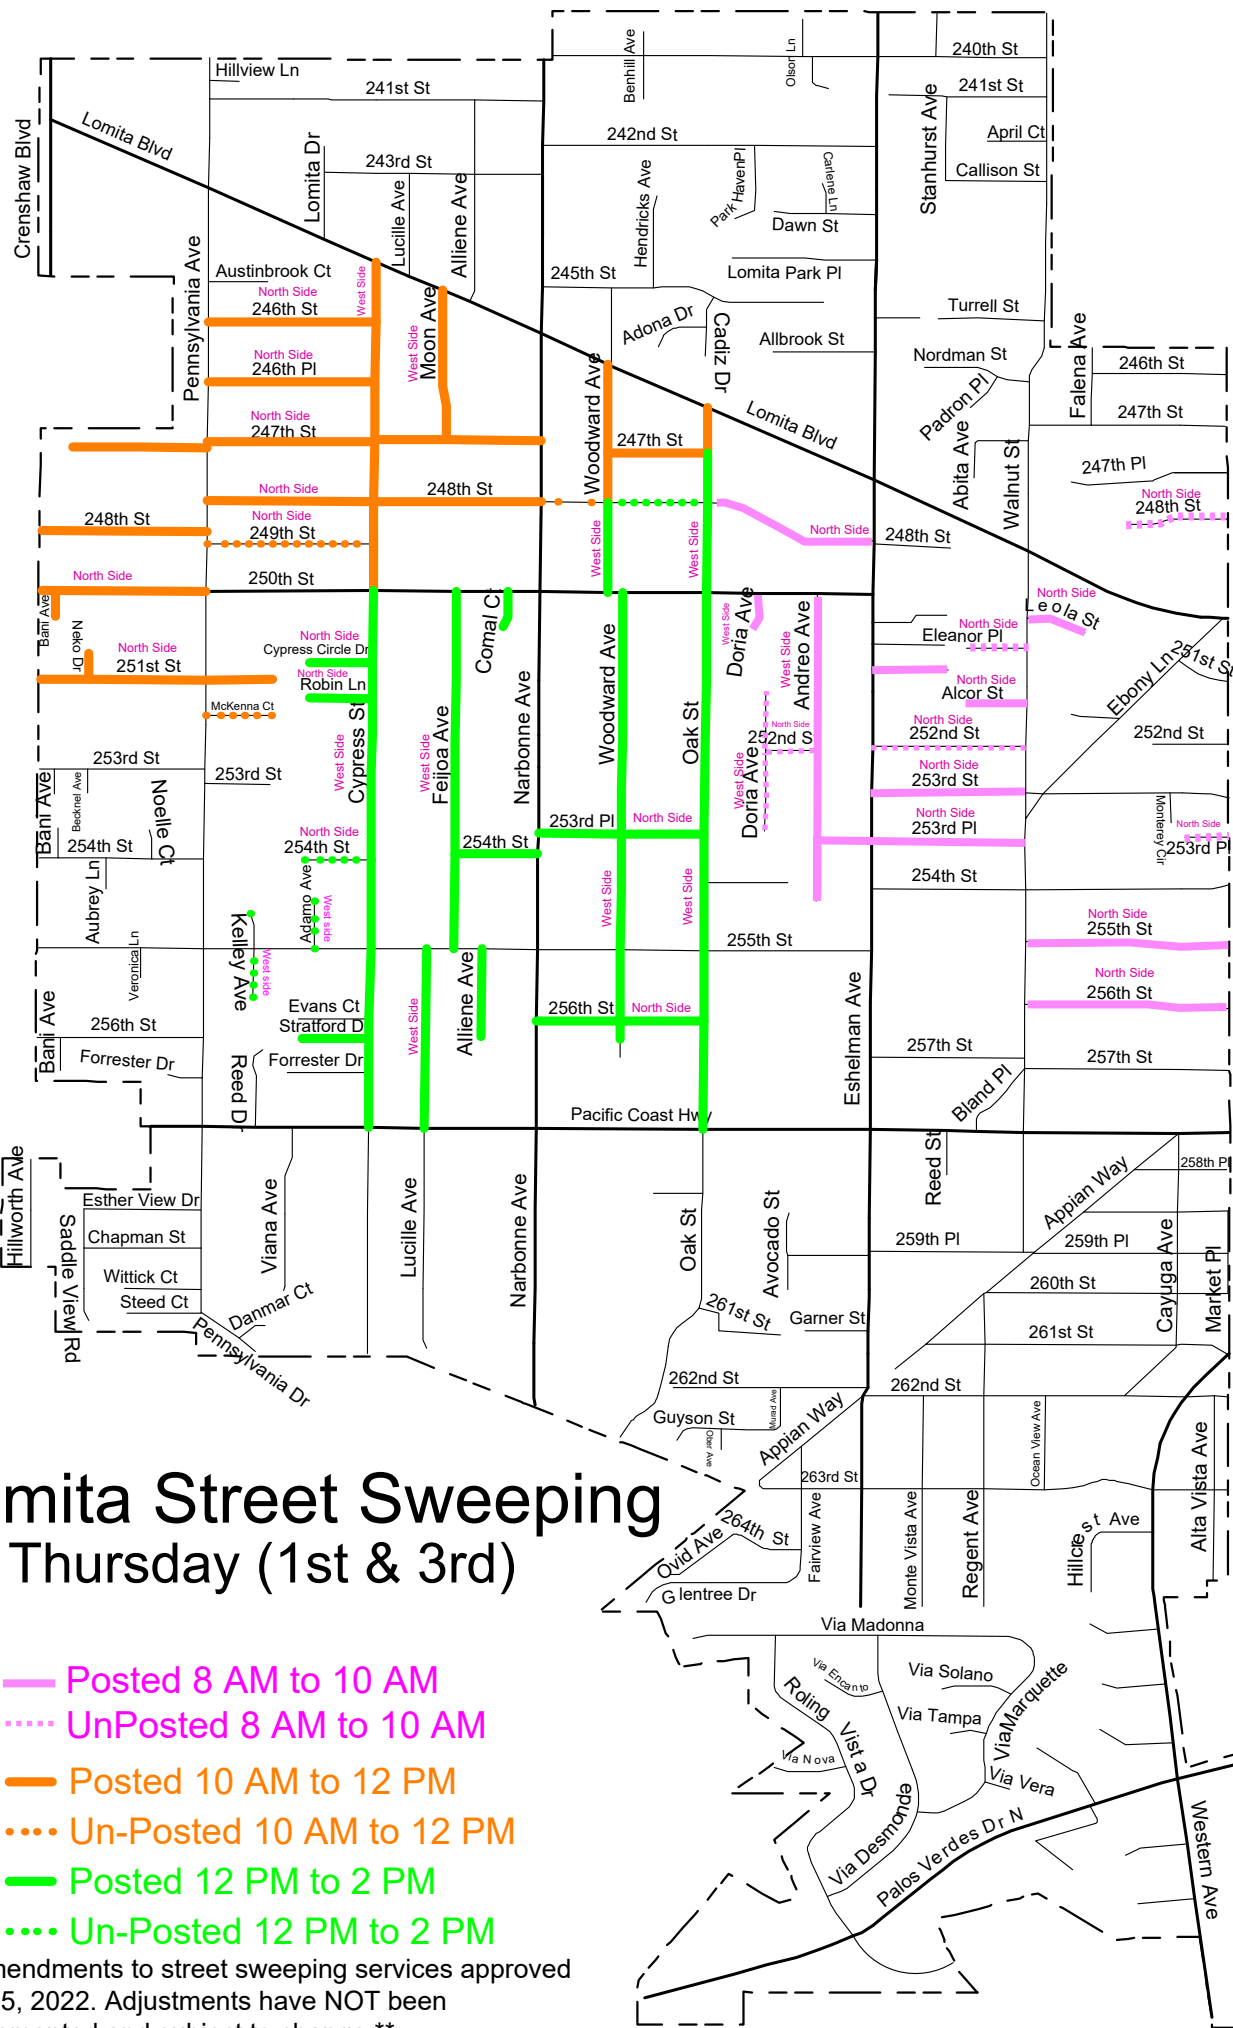 240th St
Benhill Ave
Olson Ln
Hillview Ln
241st St
241st St
Stanhurst Ave
Crenshaw Blvd
Lomita Blvd
242nd St
April Ct
Lomita Dr
243rd St
Lucille Ave
Alliene Ave
Hendricks Ave
Park HavenPl
Carlene Ln
Callison St
Dawn St
Pennsylvania Ave
Austinbrook Ct
245th St
Lomita Park Pl
North Side
246th St
West Side
West Side
Moon Ave
Adona Dr
Cadiz Dr
Allbrook St
Turrell St
Nordman St
Falena Ave
246th St
North Side
246th Pl
Woodward Ave
Padron Pl
247th St
North Side
247th St
247th St
Lomita Blvd
Abita Ave
Walnut St
247th Pl
North Side
248th St
North Side
248th St
248th St
North Side
249th St
West Side
West Side
North Side
248th St
North Side
250th St
Bani Ave
Neko Dr
North Side
251st St
North Side
Cypress Circle Dr
North Side
Robin Ln
Comal Ct
West Side
Doria Ave
West Side
Andreo Ave
North Side
Leola St
North Side
Eleanor Pl
251st St
Ebony Ln
North Side
Alcor St
McKenna Ct
West Side
Cypress St
West Side
Feijoa Ave
Narbonne Ave
Woodward Ave
Oak St
North Side
252nd S
West Side
Doria Ave
North Side
252nd St
252nd St
253rd St
Bani Ave
Becknel Ave
Noelle Ct
253rd St
North Side
253rd St
North Side
254th St
254th St
253rd Pl
North Side
North Side
253rd Pl
Monterey Cir
North Side
253rd Pl
254th St
Aubrey Ln
Adamo Ave
West side
254th St
West Side
West Side
254th St
Veronica Ln
Kelley Ave
West side
255th St
North Side
255th St
Bani Ave
256th St
Evans Ct
Stratford D
West Side
Alliene Ave
256th St
North Side
Eshelman Ave
North Side
256th St
Forrester Dr
Reed D
Forrester Dr
257th St
257th St
Bland Pl
Pacific Coast Hwy
Hillworth Ave
Saddle View Rd
Esther View Dr
Chapman St
Wittick Ct
Steed Ct
Viana Ave
Danmar Ct
Pennsylvania Dr
Lucille Ave
Narbonne Ave
Oak St
Avocado St
Reed St
Appian Way
258th Pl
259th Pl
259th Pl
Cayuga Ave
Market Pl
260th St
261st St
Garner St
261st St
262nd St
262nd St
Guyson St
Ober Ave
Murad Ave
Appian Way
Ocean View Ave
263rd St
Alta Vista Ave
mita Street Sweeping
Thursday (1st & 3rd)
264th St
Ovid Ave
Glentree Dr
Fairview Ave
Monte Vista Ave
Regent Ave
Hillcrest Ave
Via Madonna
Via Encanto
Via Solano
Via Marquette
Roling Vista Dr
Via Tampa
Via Nova
Via Vera
Via Desmonde
Palos Verdes Dr N
Western Ave
Posted 8 AM to 10 AM
UnPosted 8 AM to 10 AM
Posted 10 AM to 12 PM
Un-Posted 10 AM to 12 PM
Posted 12 PM to 2 PM
Un-Posted 12 PM to 2 PM
nendments to street sweeping services approved
5, 2022. Adjustments have NOT been